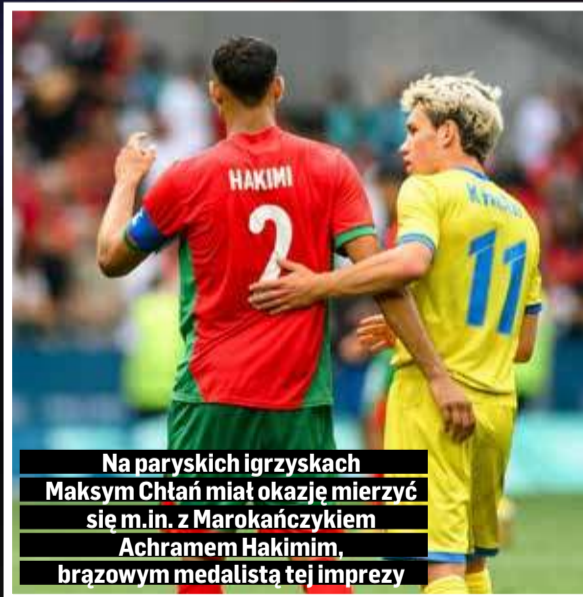 HAKIMI
2
11
Na paryskich igrzyskach
Maksym Chłań miał okazję mierzyć
się m.in. z Marokańczykiem
Achramem Hakimim,
brązowym medalistą tej imprezy